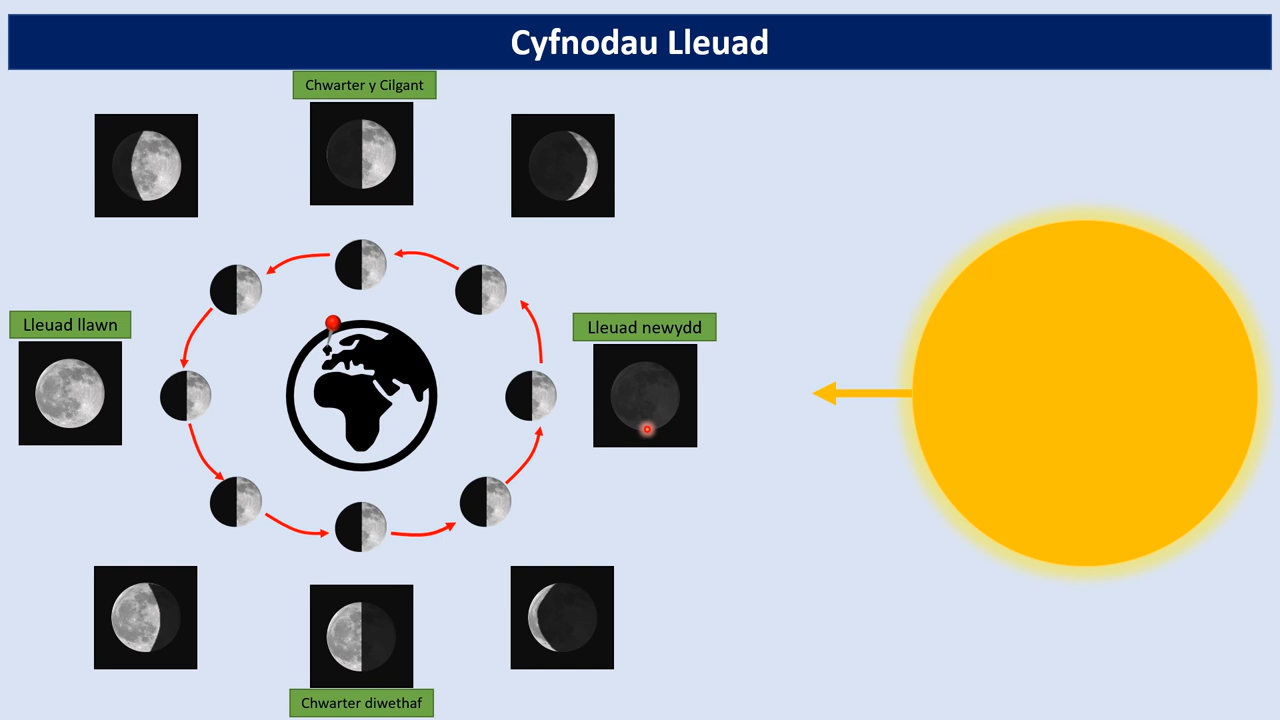 Cyfnodau Lleuad
Chwarter y Cilgant
Lleuad llawn
Lleuad newydd
Chwarter diwethaf